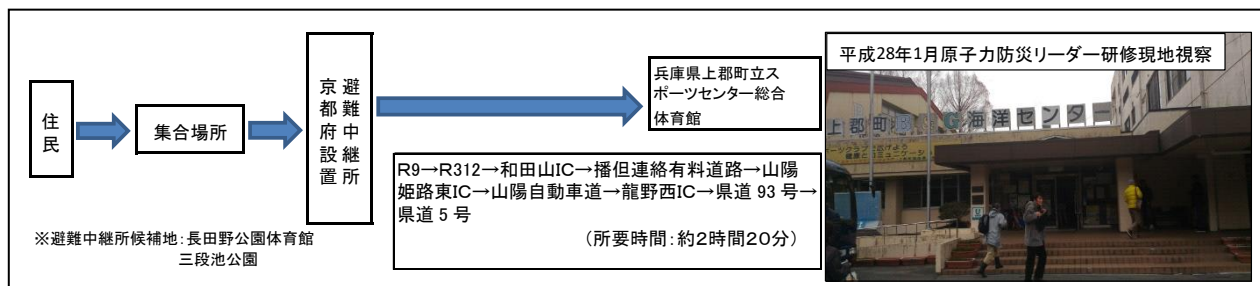 住民
集合場所
京都府設置
避難中継所
兵庫県上郡町立ス
ポーツセンター総合
体育館
R9→R312→和田山IC→播但連絡有料道路→山陽
姫路東IC→山陽自動車道→龍野西IC→県道 93 号→
県道 5 号
(所要時間:約2時間20分)
※避難中継所候補地:長田野公園体育館
三段池公園
平成28年1月原子力防災リーダー研修現地視察
上郡町B G海洋センター